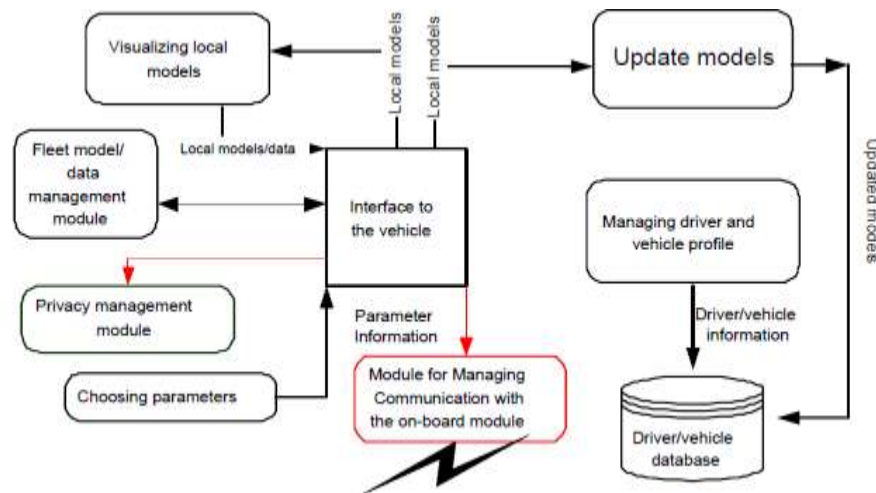 Visualizing local
models
Local models
Local models
Update models
Fleet model/
data
management
module
Local models/data
Interface to
the vehicle
Managing driver and
vehicle profile
Updated modes
Privacy management
module
Parameter
Information
Driver/vehicle
information
Choosing parameters
Module for Managing
Communication with
the on-board module
Driver/vehicle
database